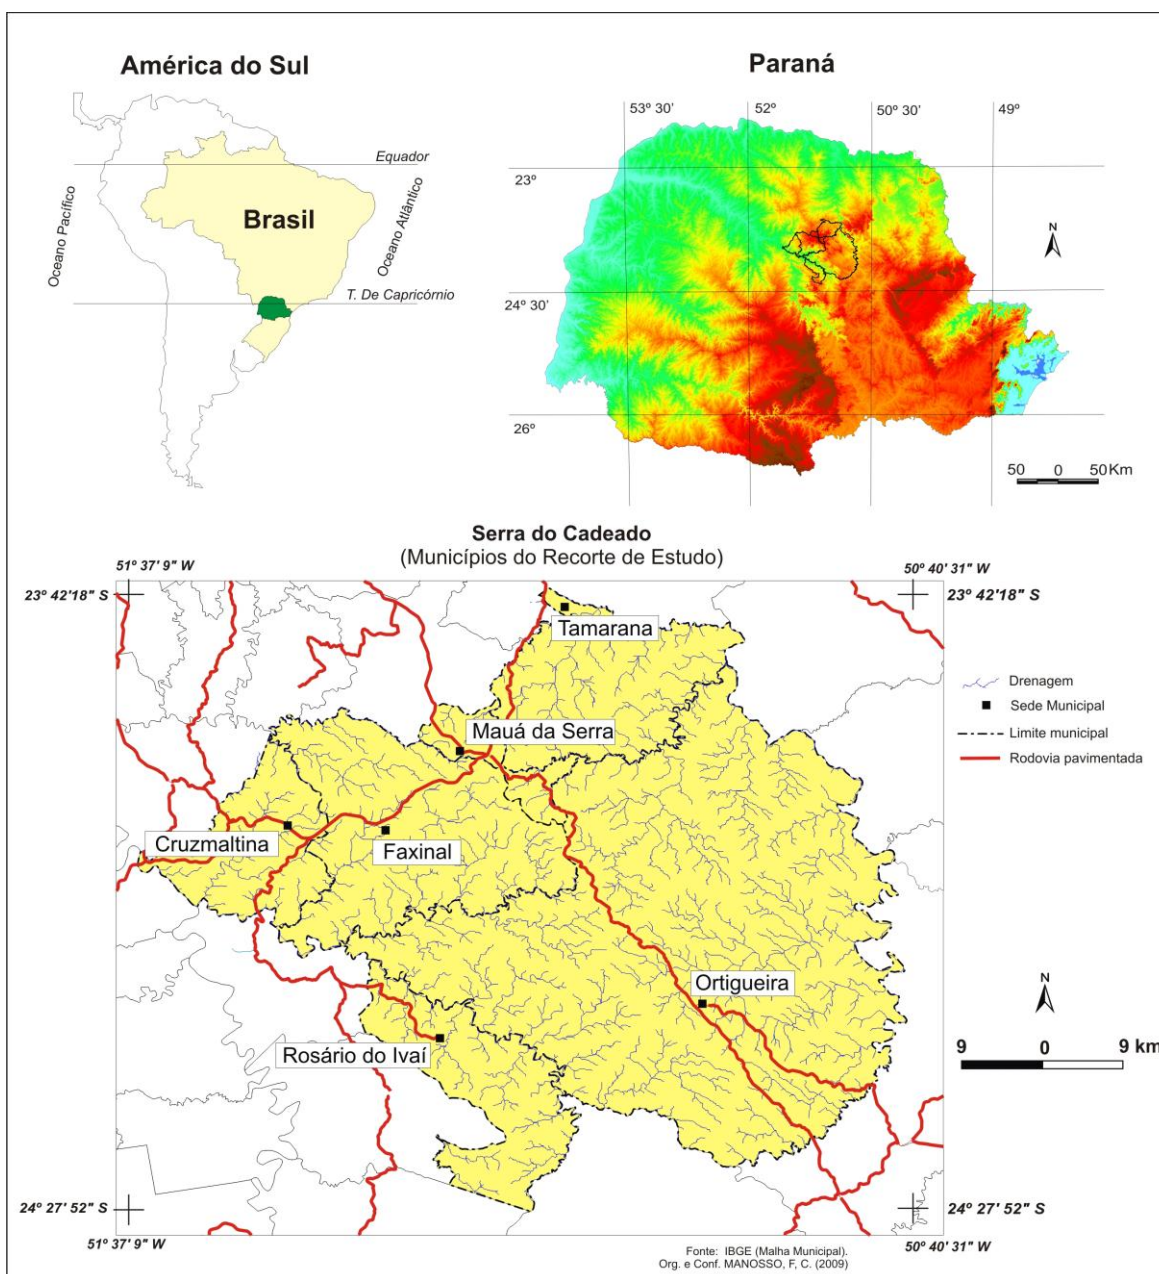 América do Sul
Equador
Oceano Pacífico
Brasil
Oceano Atlântico
T. De Capricórnio
Paraná
53º 30'
52º
50º 30'
49º
23º
24º 30'
26º
N
50 0 50 Km
Serra do Cadeado
(Municípios do Recorte de Estudo)
51º 37' 9" W
50º 40' 31" W
23º 42' 18" S
23º 42' 18" S
Tamarana
Mauá da Serra
Cruzmaltina
Faxinal
Ortigueira
Rosário do Ivaí
Drenagem
Sede Municipal
Limite municipal
Rodovia pavimentada
N
9 0 9 km
24º 27' 52" S
24º 27' 52" S
51º 37' 9" W
50º 40' 31" W
Fonte: IBGE (Malha Municipal).
Org. e Conf. MANOSSO, F, C. (2009)